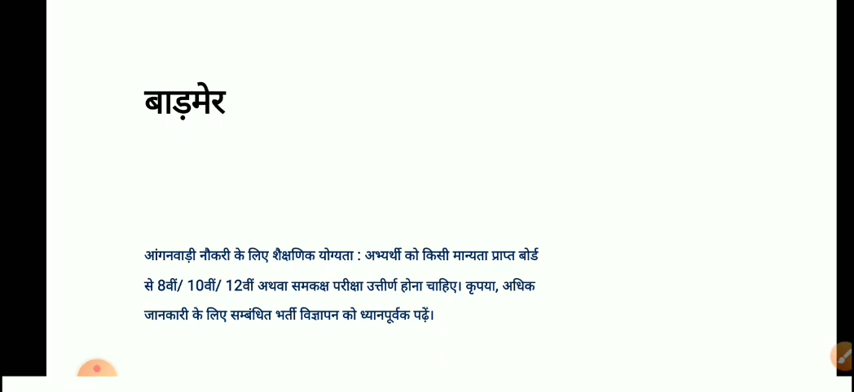 बाड़मेर
आंगनवाड़ी नौकरी के लिए शैक्षणिक योग्यता : अभ्यर्थी को किसी मान्यता प्राप्त बोर्ड
से 8वीं/ 10वीं/ 12वीं अथवा समकक्ष परीक्षा उत्तीर्ण होना चाहिए। कृपया, अधिक
जानकारी के लिए सम्बंधित भर्ती विज्ञापन को ध्यानपूर्वक पढ़ें।